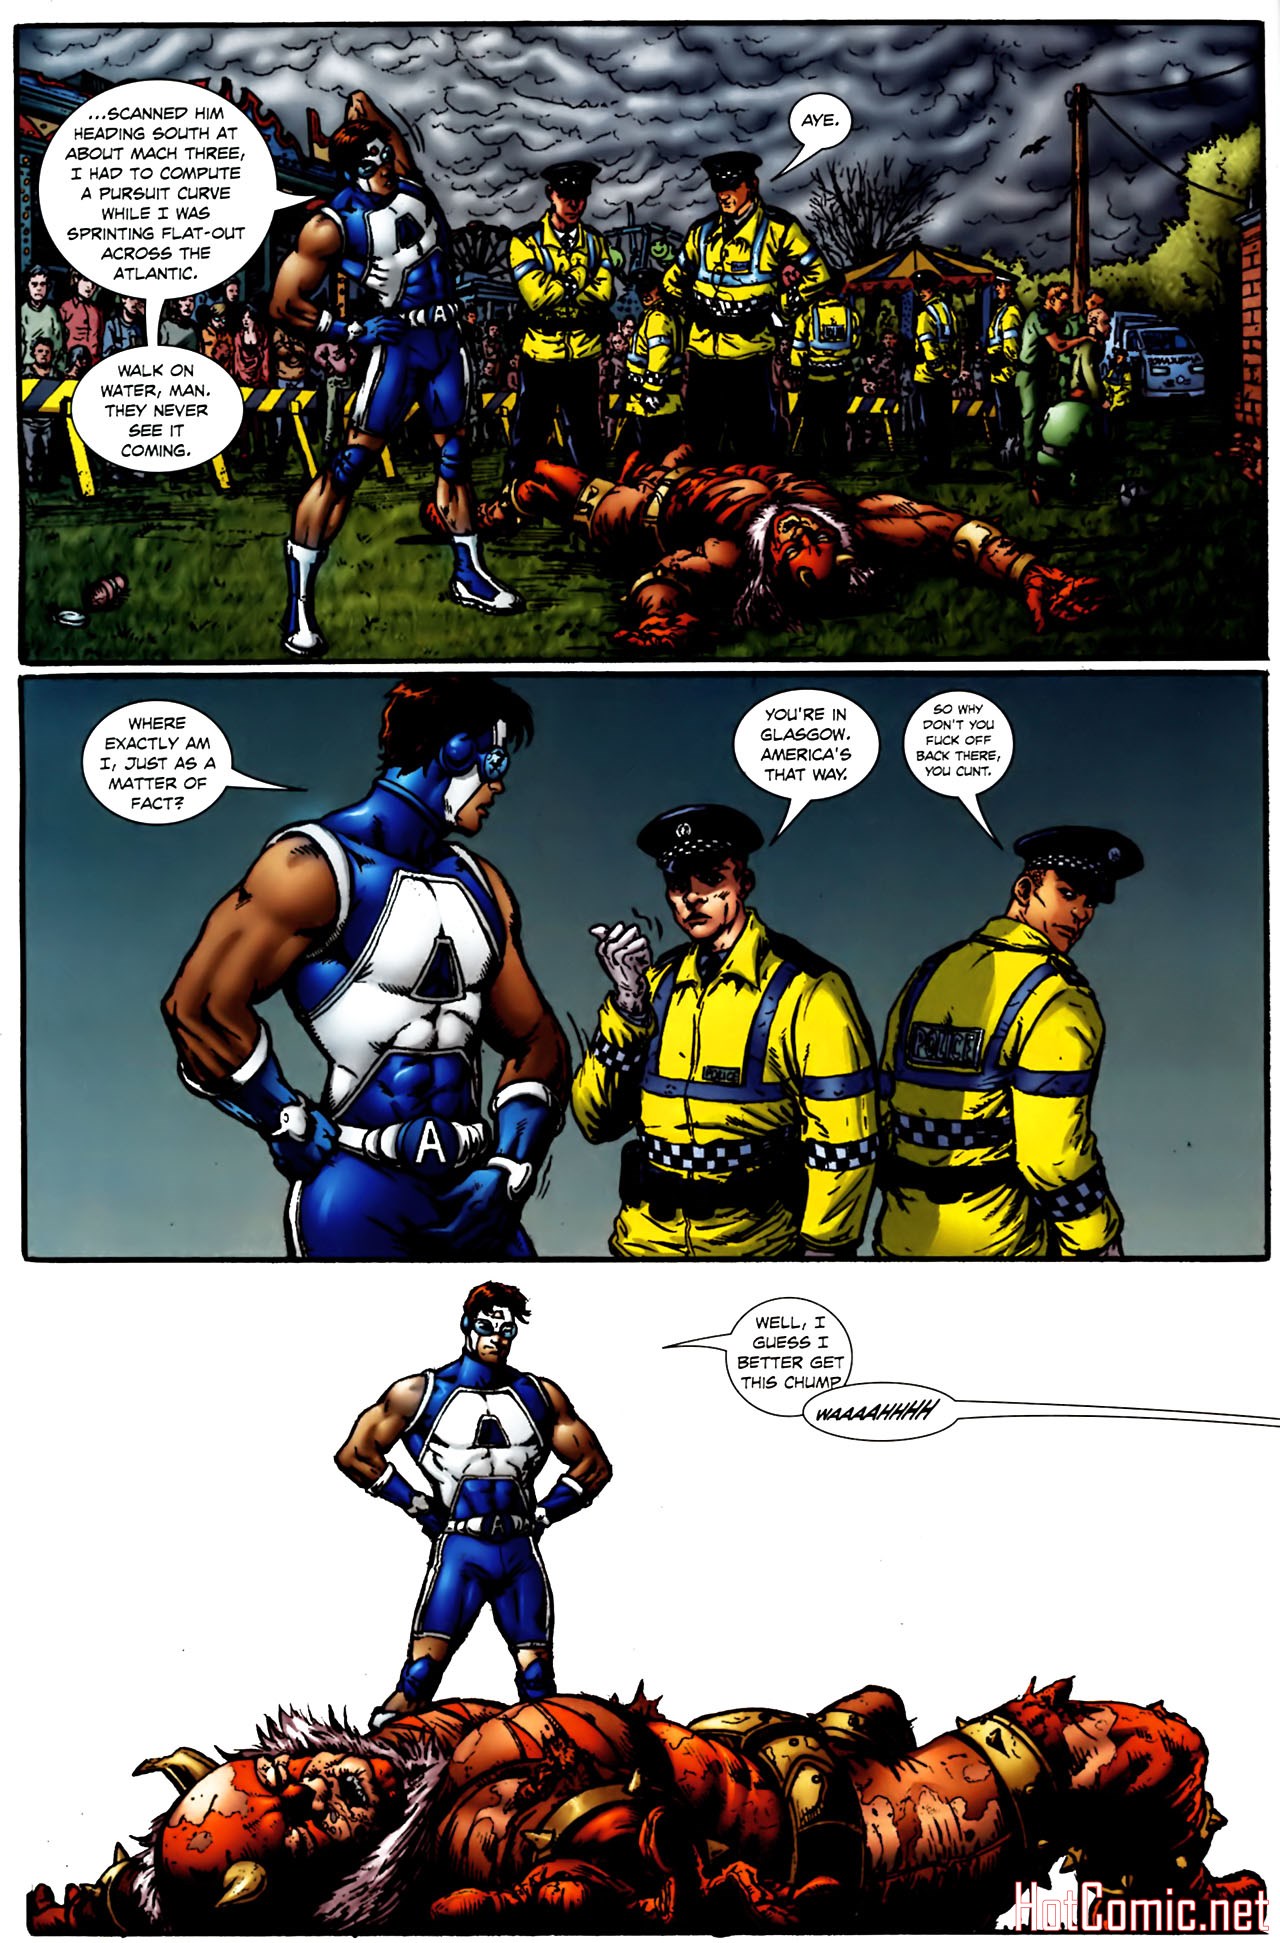 ...SCANNED HIM
HEADING SOUTH AT
ABOUT MACH THREE,
I HAD TO COMPUTE
A PURSUIT CURVE
WHILE I WAS
SPRINTING FLAT-OUT
ACROSS THE
ATLANTIC.
WALK ON
WATER, MAN.
THEY NEVER
SEE IT
COMING.
AYE.
A
A
WHERE
EXACTLY AM
I, JUST AS A
MATTER OF
FACT?
YOU'RE IN
GLASGOW.
AMERICA'S
THAT WAY.
SO WHY
DON'T YOU
FUCK OFF
BACK THERE,
YOU CUNT.
A
A
POLICE
POLICE
WELL, I
GUESS I
BETTER GET
THIS CHUMP
WAAAAHHHH
A
A
HotComic.net